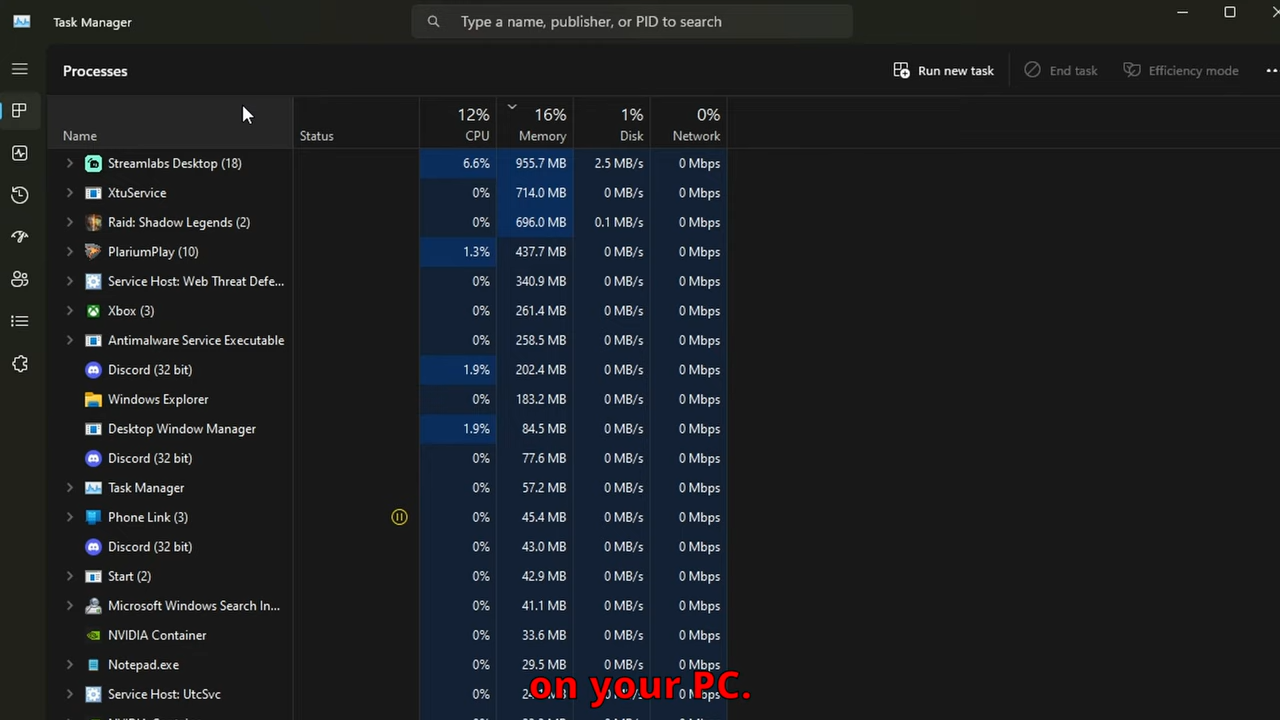 Task Manager
Type a name, publisher, or PID to search
Processes
Run new task
End task
Efficiency mode
Name Status 12% CPU 16% Memory 1% Disk 0% Network
Streamlabs Desktop (18) 6.6% 955.7 MB 2.5 MB/s 0 Mbps
XtuService 0% 714.0 MB 0 MB/s 0 Mbps
Raid: Shadow Legends (2) 0% 696.0 MB 0.1 MB/s 0 Mbps
PlariumPlay (10) 1.3% 437.7 MB 0 MB/s 0 Mbps
Service Host: Web Threat Defe... 0% 340.9 MB 0 MB/s 0 Mbps
Xbox (3) 0% 261.4 MB 0 MB/s 0 Mbps
Antimalware Service Executable 0% 258.5 MB 0 MB/s 0 Mbps
Discord (32 bit) 1.9% 202.4 MB 0 MB/s 0 Mbps
Windows Explorer 0% 183.2 MB 0 MB/s 0 Mbps
Desktop Window Manager 1.9% 84.5 MB 0 MB/s 0 Mbps
Discord (32 bit) 0% 77.6 MB 0 MB/s 0 Mbps
Task Manager 0% 57.2 MB 0 MB/s 0 Mbps
Phone Link (3) 0% 45.4 MB 0 MB/s 0 Mbps
Discord (32 bit) 0% 43.0 MB 0 MB/s 0 Mbps
Start (2) 0% 42.9 MB 0 MB/s 0 Mbps
Microsoft Windows Search In... 0% 41.1 MB 0 MB/s 0 Mbps
NVIDIA Container 0% 33.6 MB 0 MB/s 0 Mbps
Notepad.exe 0% 29.5 MB 0 MB/s 0 Mbps
Service Host: UtcSvc 0% MB 0 MB/s 0 Mbps
on your PC.